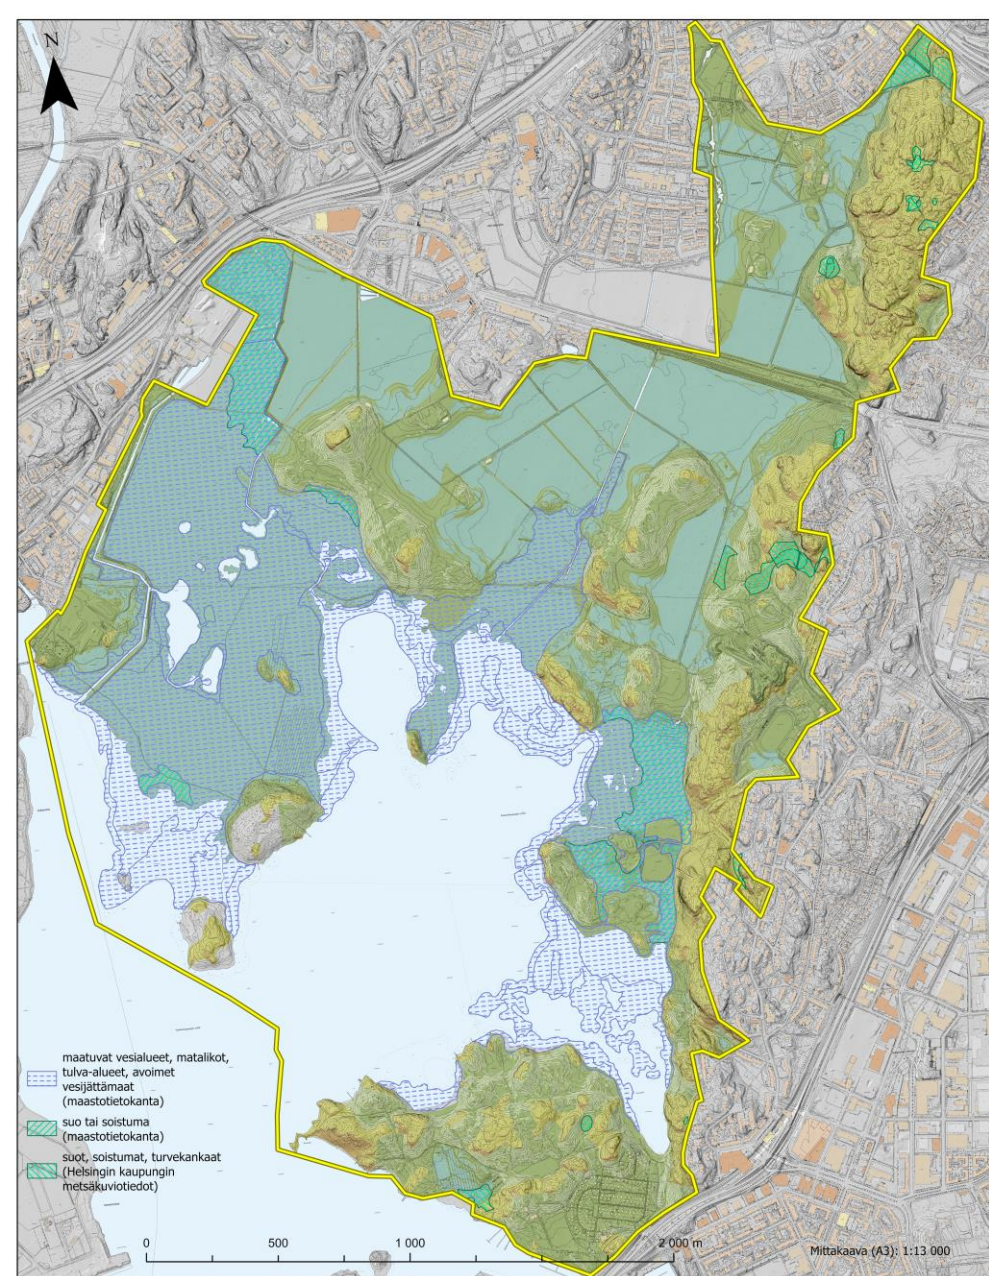 N
maatuvat vesialueet, matalikot,
tulva-alueet, avoimet
vesijättämaat
(maastotietokanta)
suo tai soistuma
(maastotietokanta)
suot, soistumat, turvekankaat
(Helsingin kaupungin
metsäkuviotiedot)
0 500 1 000 2 000 m
Mittakaava (A3): 1:13 000